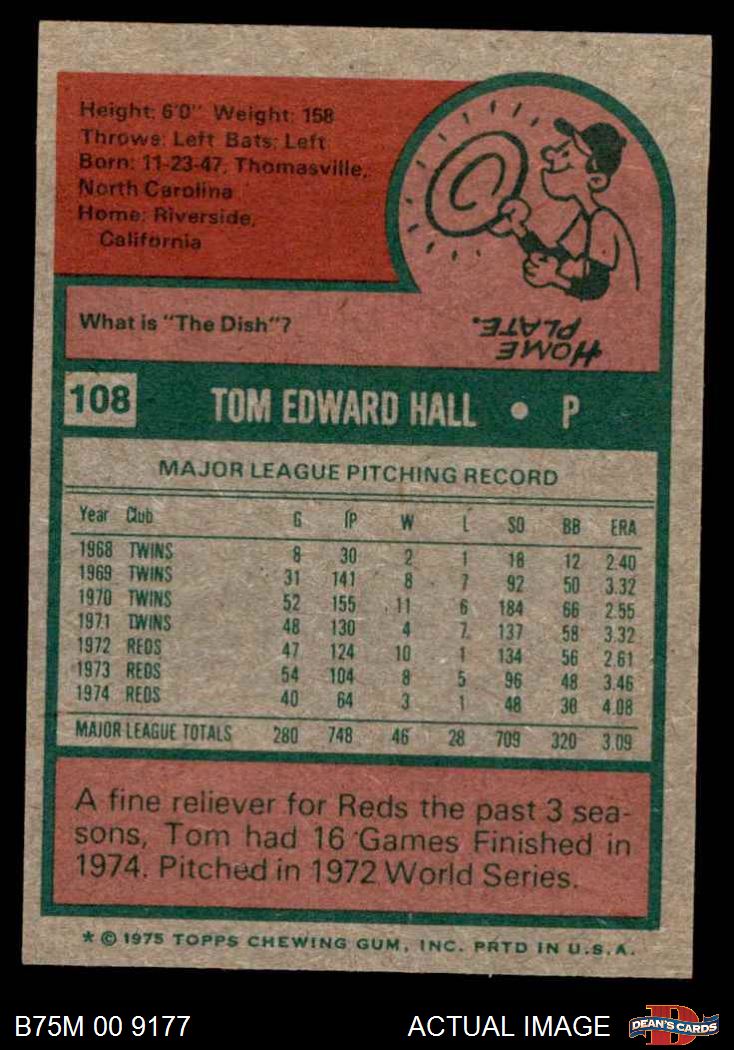 Height: 6'0" Weight: 158
Throws: Left Bats: Left
Born: 11-23-47, Thomasville,
North Carolina
Home: Riverside,
California
What is "The Dish"?
HOME
PLATE.
108 TOM EDWARD HALL • P
MAJOR LEAGUE PITCHING RECORD
Year Club G IP W L SO BB ERA
1968 TWINS 8 30 2 1 18 12 2.40
1969 TWINS 31 141 8 7 92 50 3.32
1970 TWINS 52 155 11 6 184 66 2.55
1971 TWINS 48 130 4 7 137 58 3.32
1972 REDS 47 124 10 1 134 56 2.61
1973 REDS 54 104 8 5 96 48 3.46
1974 REDS 40 64 3 1 48 30 4.08
MAJOR LEAGUE TOTALS 280 748 46 28 709 320 3.09
A fine reliever for Reds the past 3 sea-
sons, Tom had 16 Games Finished in
1974. Pitched in 1972 World Series.
* © 1975 TOPPS CHEWING GUM, INC. PRTD IN U.S.A.
B75M 00 9177 ACTUAL IMAGE DEAN'S CARDS